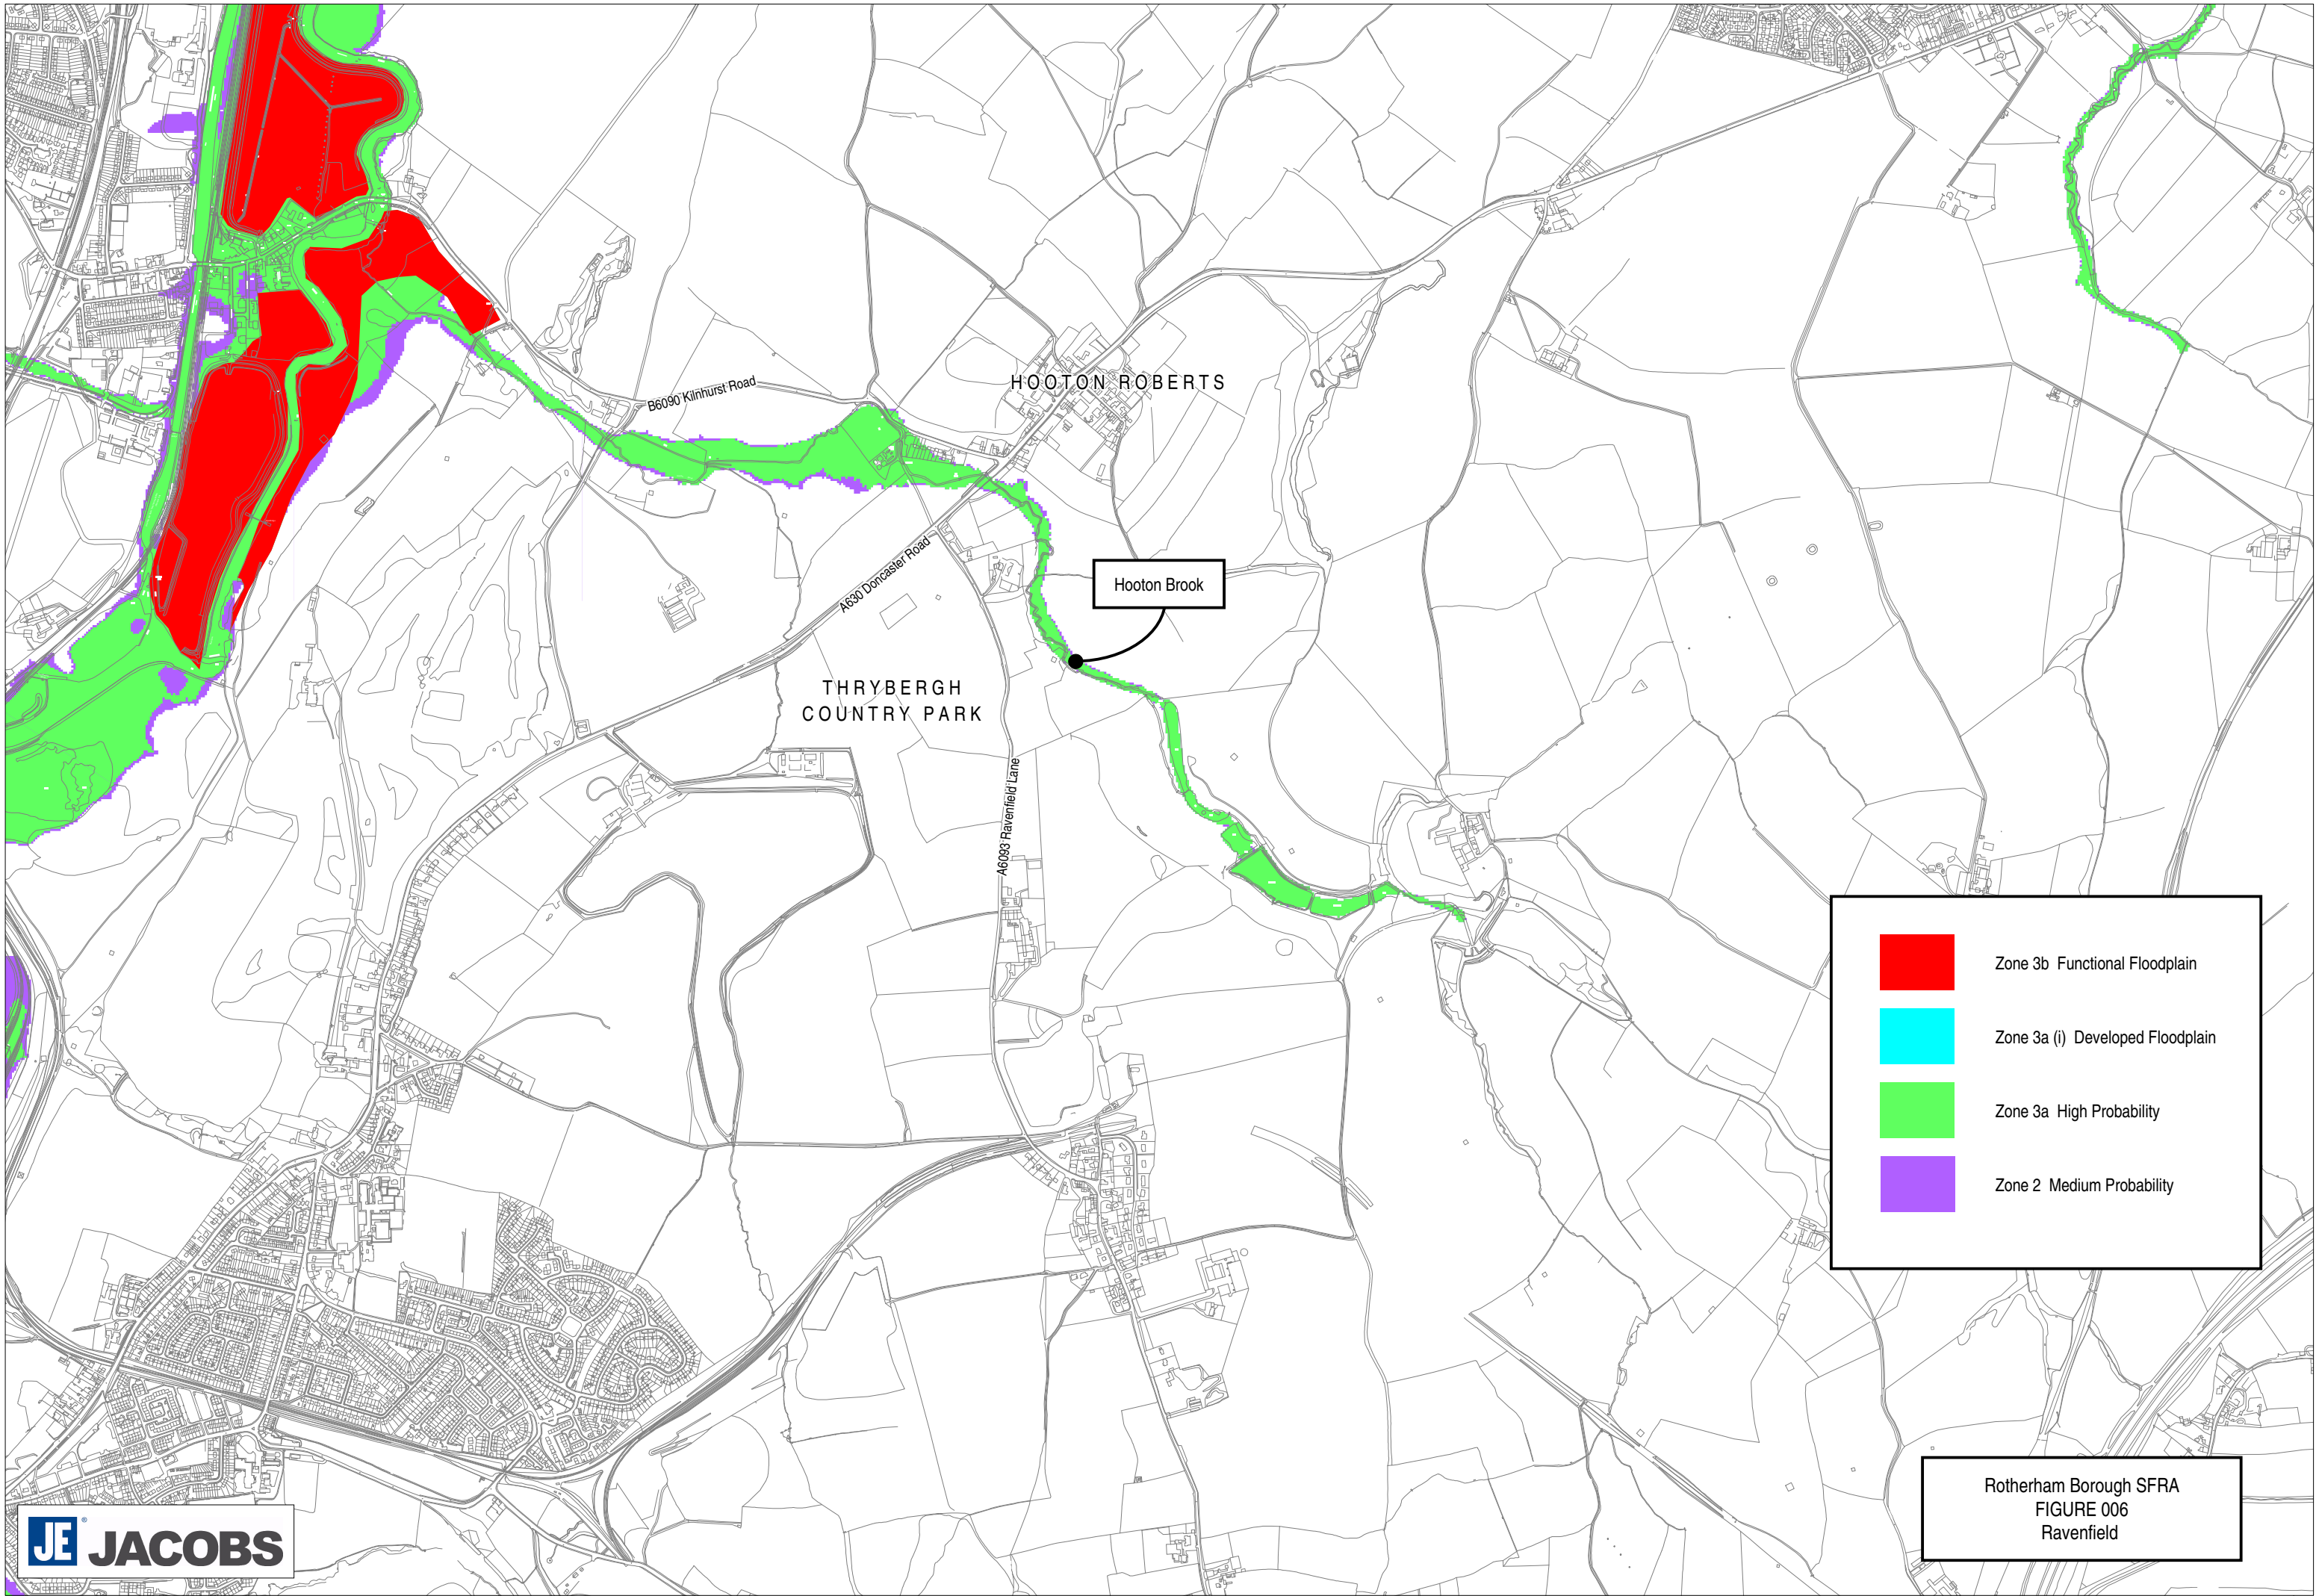 HOOTON ROBERTS
B6090 Kilnhurst Road
A630 Doncaster Road
Hooton Brook
THRYBERGH
COUNTRY PARK
A6093 Ravenfield Lane
Zone 3b Functional Floodplain
Zone 3a (i) Developed Floodplain
Zone 3a High Probability
Zone 2 Medium Probability
Rotherham Borough SFRA
FIGURE 006
Ravenfield
JE JACOBS